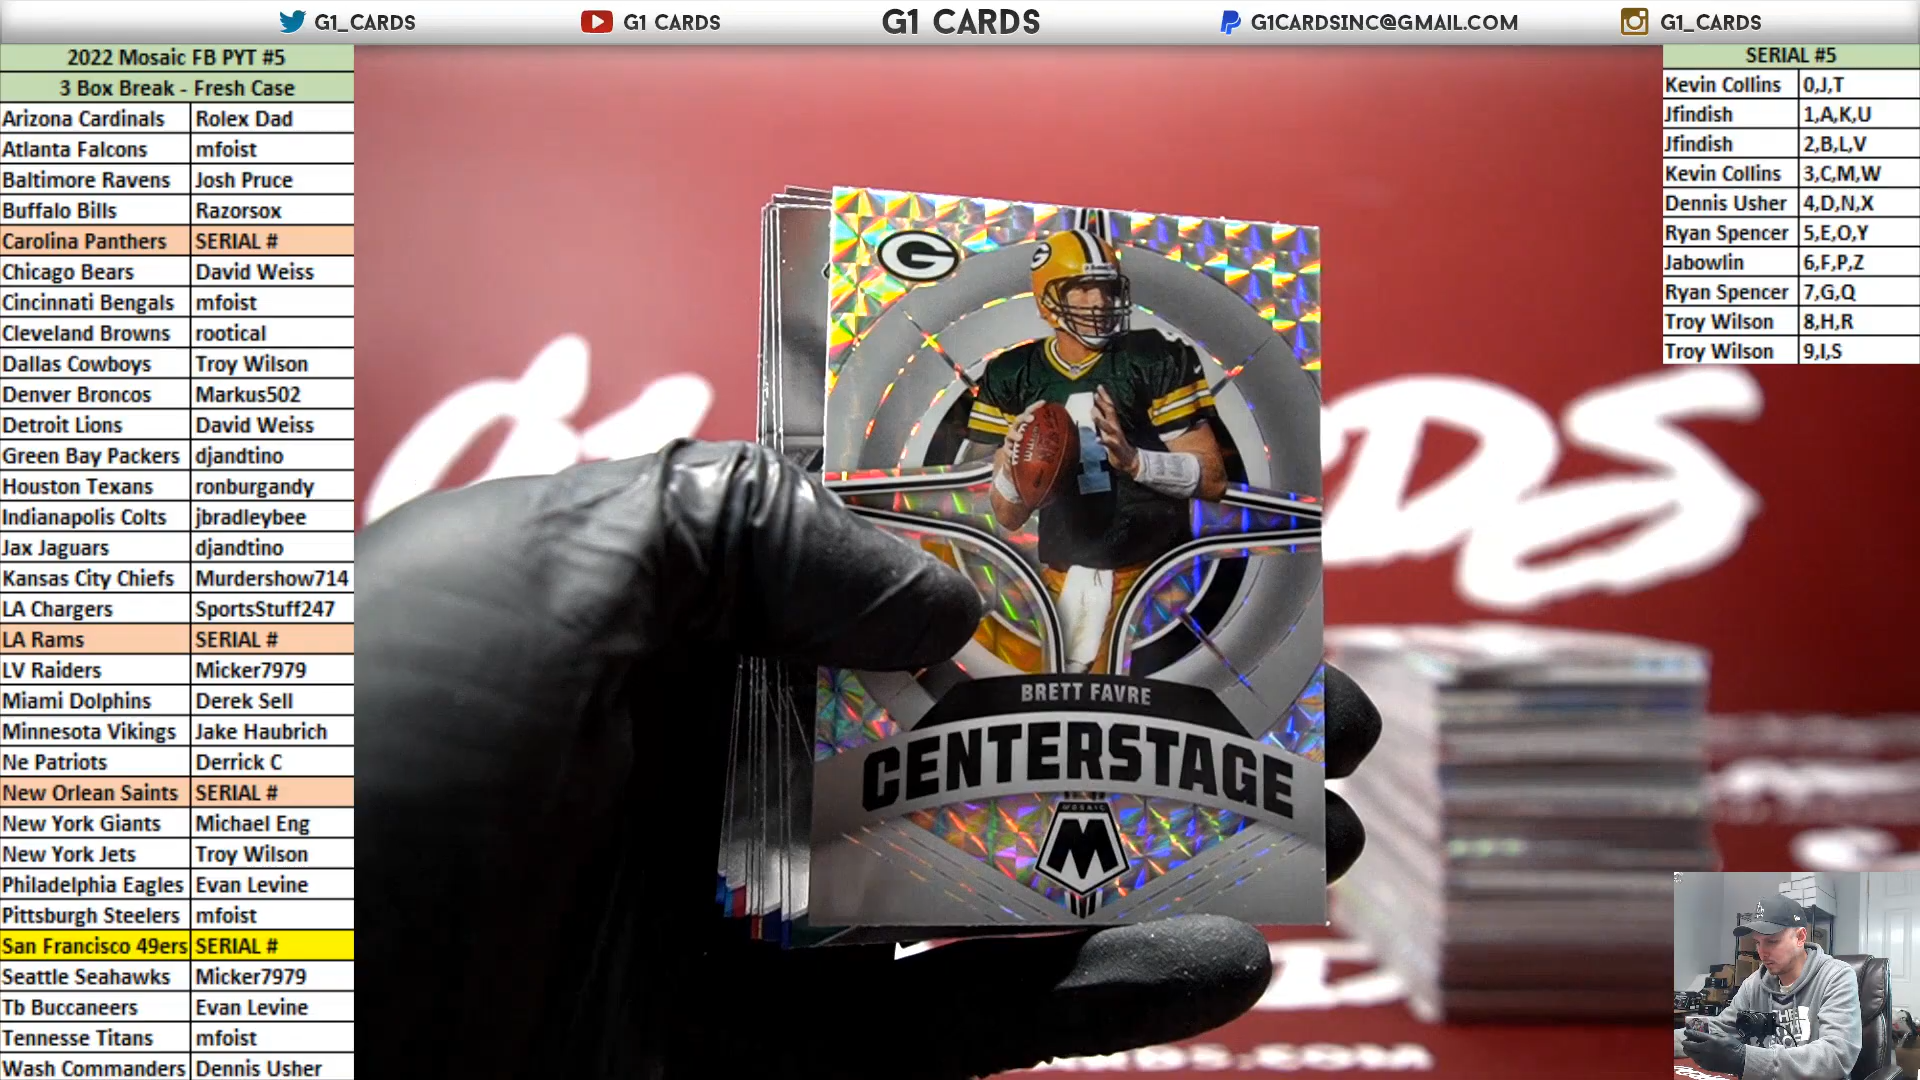 G1_CARDS G1 CARDS G1 CARDS G1CARDSINC@GMAIL.COM G1_CARDS
2022 Mosaic FB PYT #5
3 Box Break - Fresh Case
Arizona Cardinals Rolex Dad
Atlanta Falcons mfoist
Baltimore Ravens Josh Pruce
Buffalo Bills Razorsox
Carolina Panthers SERIAL #
Chicago Bears David Weiss
Cincinnati Bengals mfoist
Cleveland Browns rootical
Dallas Cowboys Troy Wilson
Denver Broncos Markus502
Detroit Lions David Weiss
Green Bay Packers djandtino
Houston Texans ronburgandy
Indianapolis Colts jbradleybee
Jax Jaguars djandtino
Kansas City Chiefs Murdershow714
LA Chargers SportsStuff247
LA Rams SERIAL #
LV Raiders Micker7979
Miami Dolphins Derek Sell
Minnesota Vikings Jake Haubrich
Ne Patriots Derrick C
New Orlean Saints SERIAL #
New York Giants Michael Eng
New York Jets Troy Wilson
Philadelphia Eagles Evan Levine
Pittsburgh Steelers mfoist
San Francisco 49ers SERIAL #
Seattle Seahawks Micker7979
Tb Buccaneers Evan Levine
Tennesse Titans mfoist
Wash Commanders Dennis Usher
SERIAL #5
Kevin Collins 0,J,T
Jfindish 1,A,K,U
Jfindish 2,B,L,V
Kevin Collins 3,C,M,W
Dennis Usher 4,D,N,X
Ryan Spencer 5,E,O,Y
Jabowlin 6,F,P,Z
Ryan Spencer 7,G,Q
Troy Wilson 8,H,R
Troy Wilson 9,I,S
G
G
4
BRETT FAVRE
CENTERSTAGE
MOSAIC
M